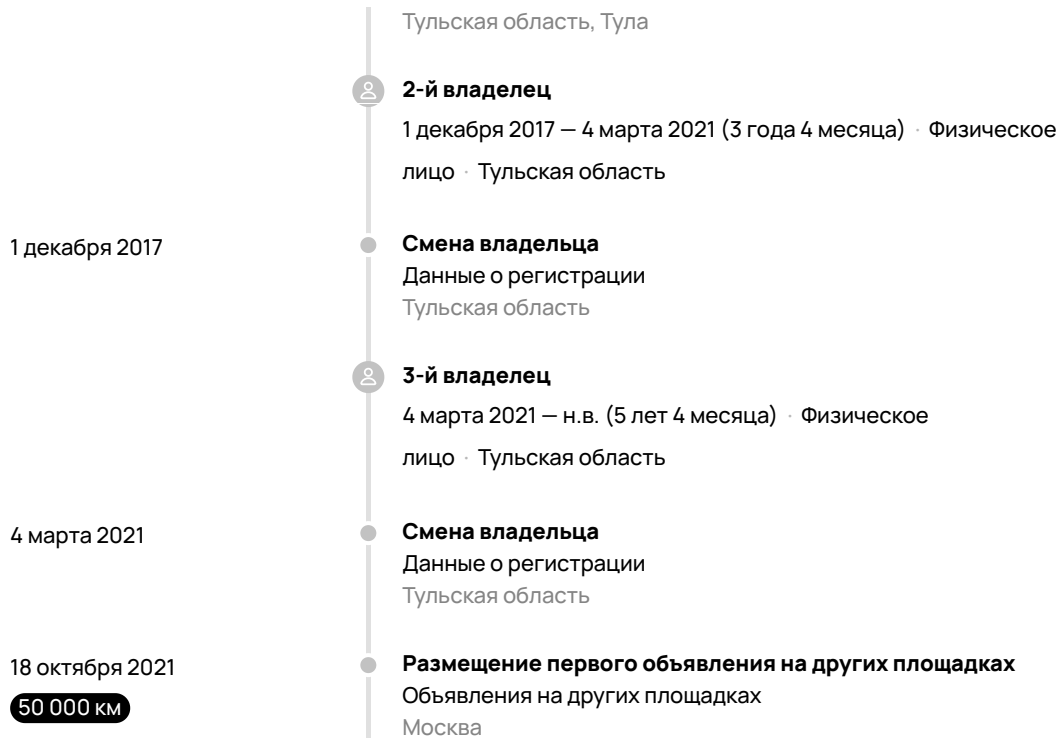 Тульская область, Тула
2-й владелец
1 декабря 2017 — 4 марта 2021 (3 года 4 месяца) · Физическое
лицо · Тульская область
1 декабря 2017
Смена владельца
Данные о регистрации
Тульская область
3-й владелец
4 марта 2021 — н.в. (5 лет 4 месяца) · Физическое
лицо · Тульская область
4 марта 2021
Смена владельца
Данные о регистрации
Тульская область
18 октября 2021
50 000 км
Размещение первого объявления на других площадках
Объявления на других площадках
Москва